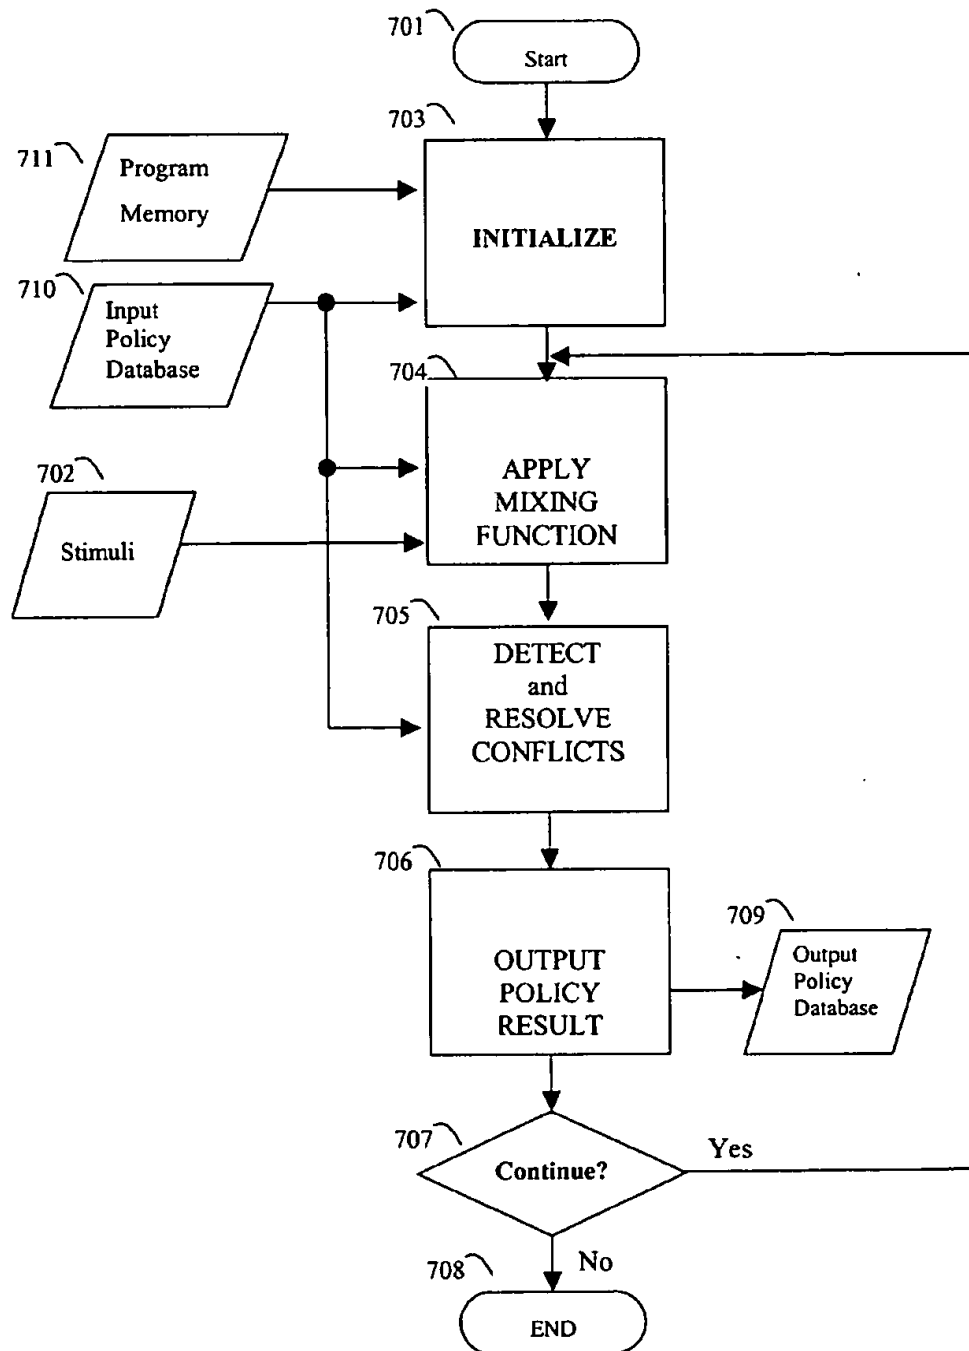 701
Start
703
711
Program
Memory
INITIALIZE
710
Input
Policy
Database
704
APPLY
MIXING
FUNCTION
702
Stimuli
705
DETECT
and
RESOLVE
CONFLICTS
706
OUTPUT
POLICY
RESULT
709
Output
Policy
Database
707
Continue?
Yes
No
708
END